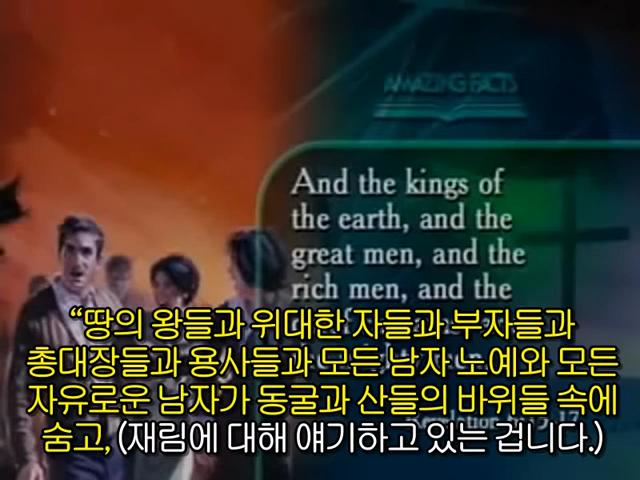 AMAZING FACTS
And the kings of
the earth, and the
great men, and the
rich men, and the
“땅의 왕들과 위대한 자들과 부자들과
총대장들과 용사들과 모든 남자 노예와 모든
자유로운 남자가 동굴과 산들의 바위들 속에
숨고, (재림에 대해 얘기하고 있는 겁니다.)